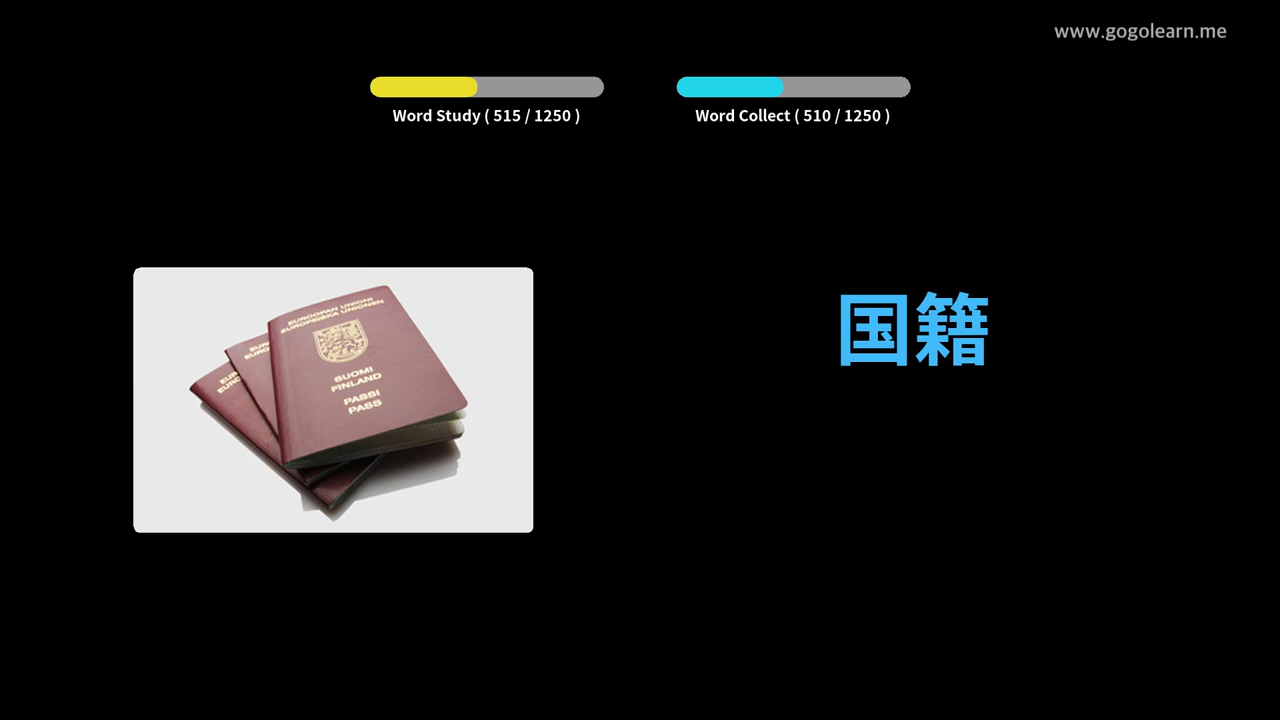 www.gogolearn.me
Word Study ( 515 / 1250 )
Word Collect ( 510 / 1250 )
EUROOPAN UNIONI
EUROPEISKA UNIONEN
SUOMI
FINLAND
PASSI
PASS
国籍